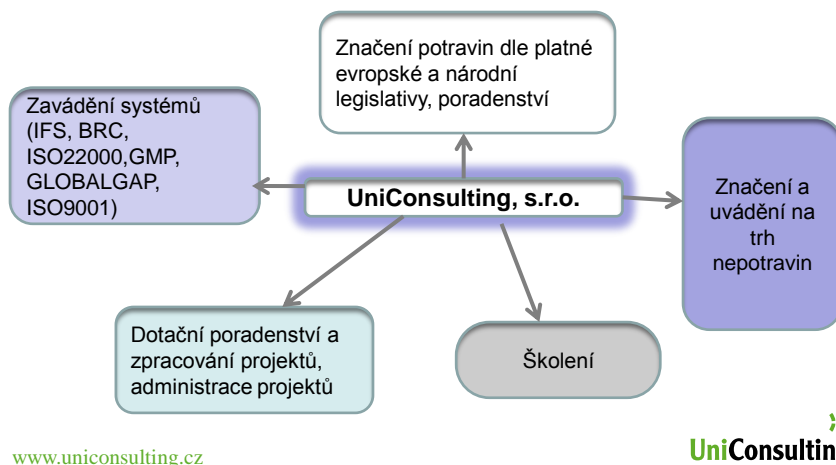 Značení potravin dle platné
evropské a národní
legislativy, poradenství
Zavádění systémů
(IFS, BRC,
ISO22000,GMP,
GLOBALGAP,
ISO9001)
UniConsulting, s.r.o.
Značení a
uvádění na
trh
nepotravin
Dotační poradenství a
zpracování projektů,
administrace projektů
Školení
www.uniconsulting.cz
UniConsultin